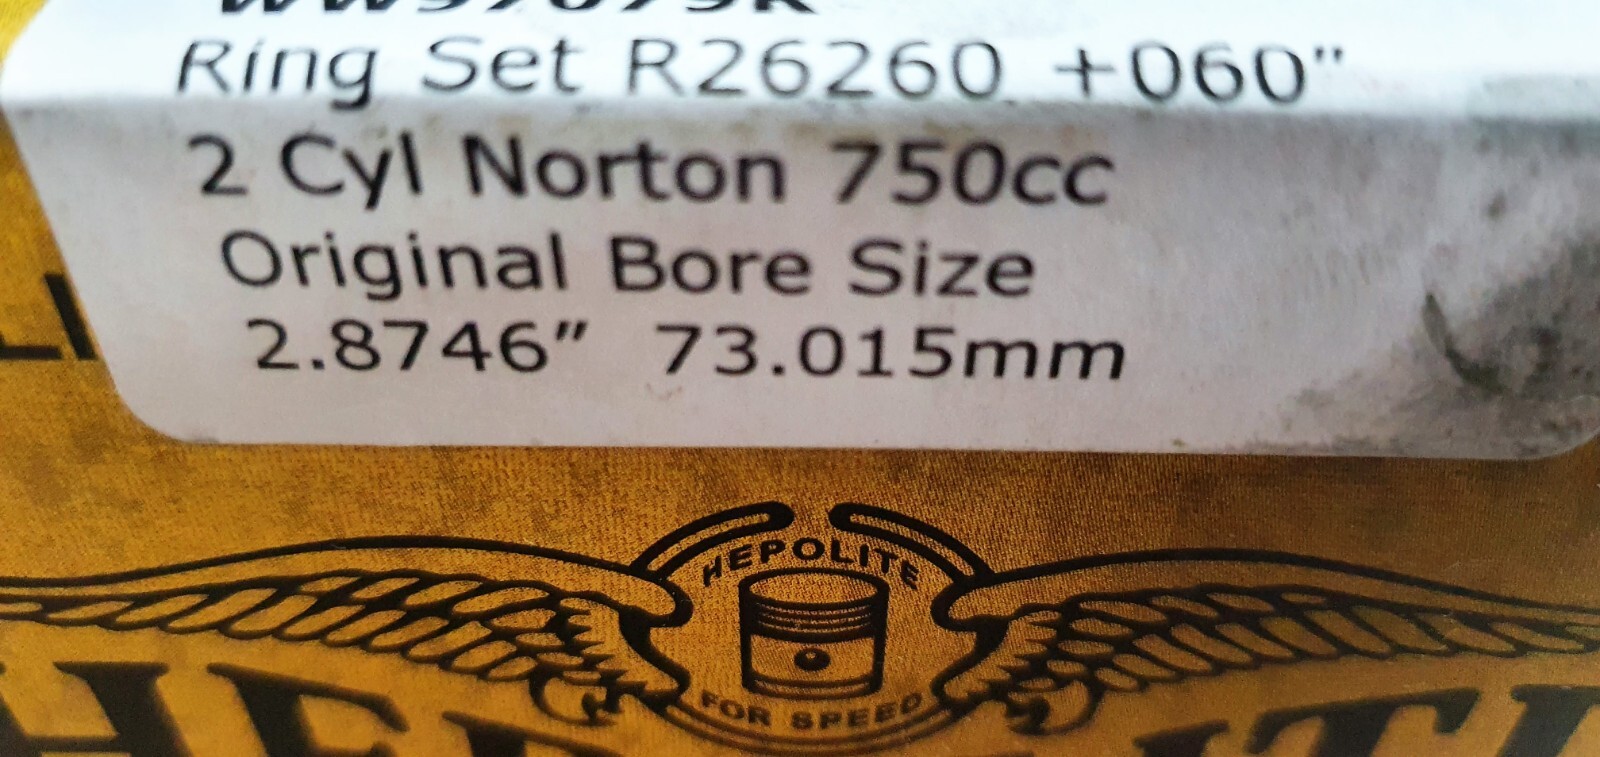 Ring Set R26260 +060"
2 Cyl Norton 750cc
Original Bore Size
2.8746" 73.015mm
HEPOLITE
FOR SPEED